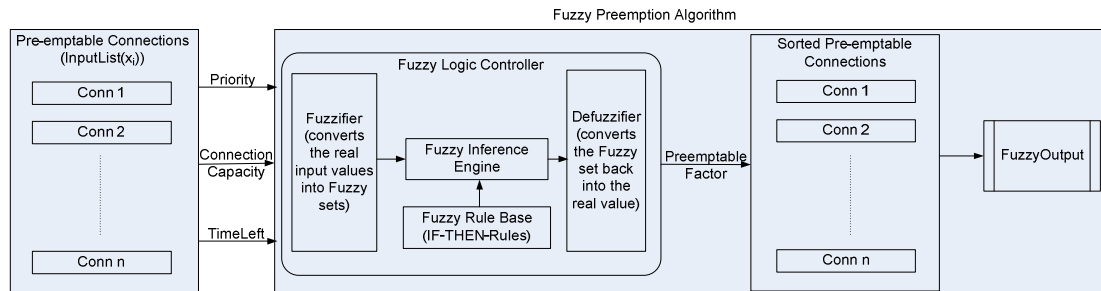 Fuzzy Preemption Algorithm
Pre-emptable Connections
(InputList(xi))
Conn 1
Conn 2
Conn n
Priority
Connection
Capacity
TimeLeft
Fuzzy Logic Controller
Fuzzifier
(converts
the real
input values
into Fuzzy
sets)
Fuzzy Inference
Engine
Fuzzy Rule Base
(IF-THEN-Rules)
Defuzzifier
(converts
the Fuzzy
set back
into the
real value)
Preemptable
Factor
Sorted Pre-emptable
Connections
Conn 1
Conn 2
Conn n
FuzzyOutput